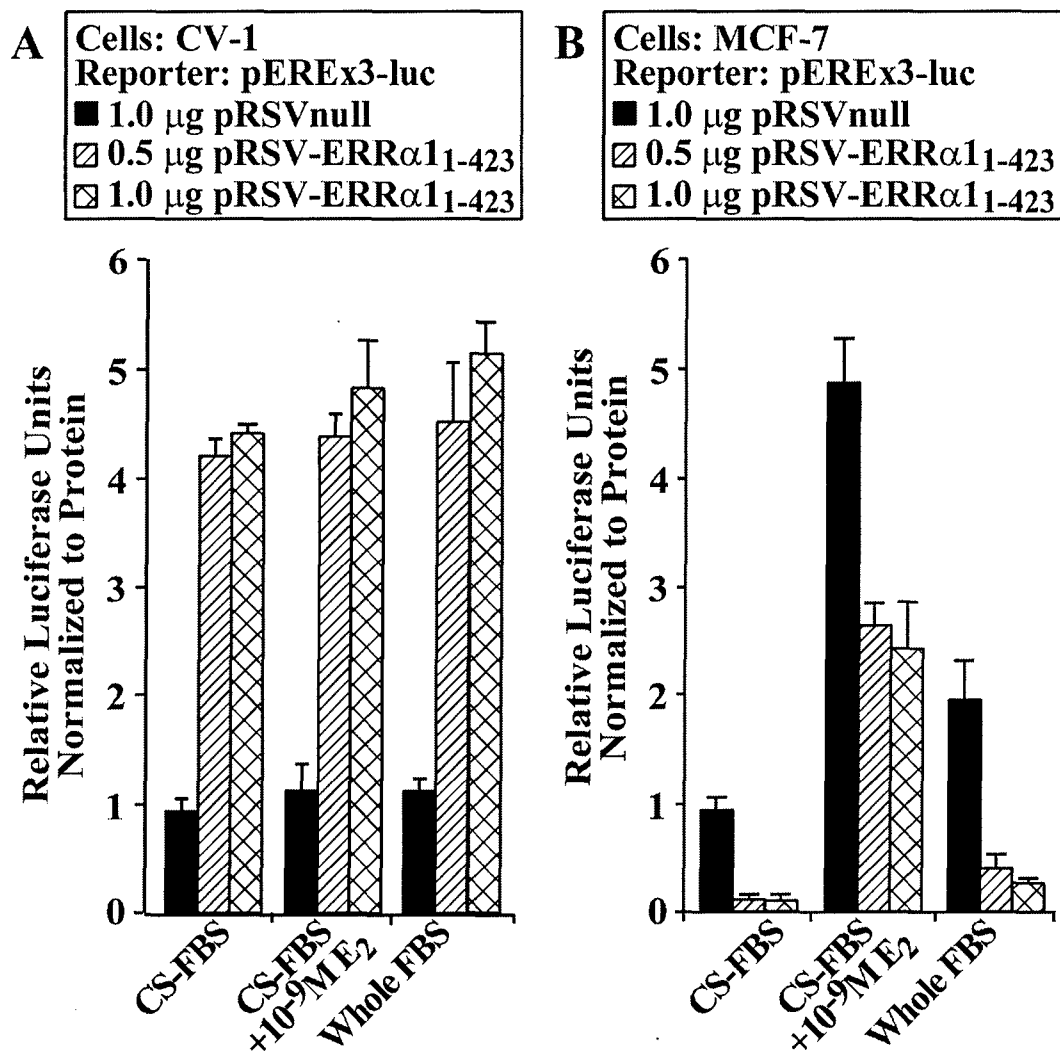 A
Cells: CV-1
Reporter: pEREx3-luc
1.0 μg pRSVnull
0.5 μg pRSV-ERRα1₁₋₄₂₃
1.0 μg pRSV-ERRα1₁₋₄₂₃
Relative Luciferase Units
Normalized to Protein
6
5
4
3
2
1
0
CS-FBS
CS-FBS
+10⁻⁹M E₂
Whole FBS
B
Cells: MCF-7
Reporter: pEREx3-luc
1.0 μg pRSVnull
0.5 μg pRSV-ERRα1₁₋₄₂₃
1.0 μg pRSV-ERRα1₁₋₄₂₃
Relative Luciferase Units
Normalized to Protein
6
5
4
3
2
1
0
CS-FBS
CS-FBS
+10⁻⁹M E₂
Whole FBS